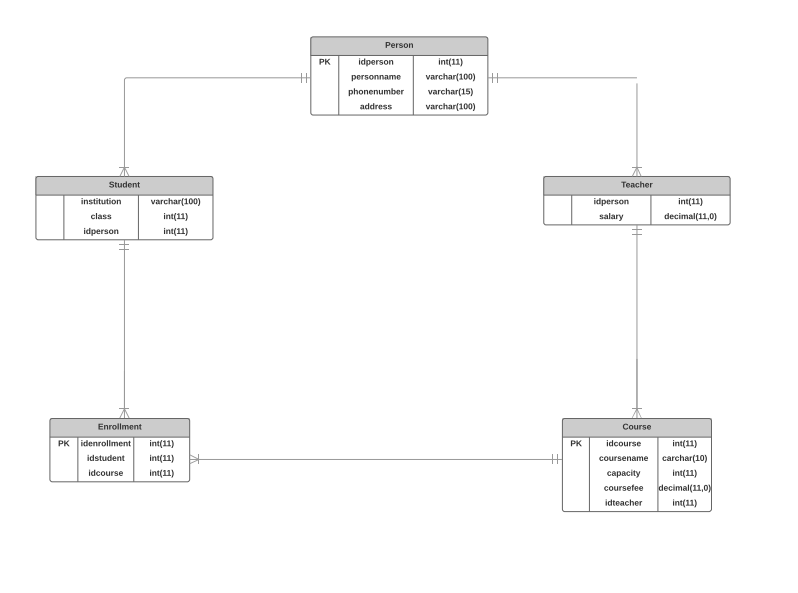 Person
PK idperson int(11)
personname varchar(100)
phonenumber varchar(15)
address varchar(100)
Student
institution varchar(100)
class int(11)
idperson int(11)
Teacher
idperson int(11)
salary decimal(11,0)
Enrollment
PK idenrollment int(11)
idstudent int(11)
idcourse int(11)
Course
PK idcourse int(11)
coursename carchar(10)
capacity int(11)
coursefee decimal(11,0)
idteacher int(11)